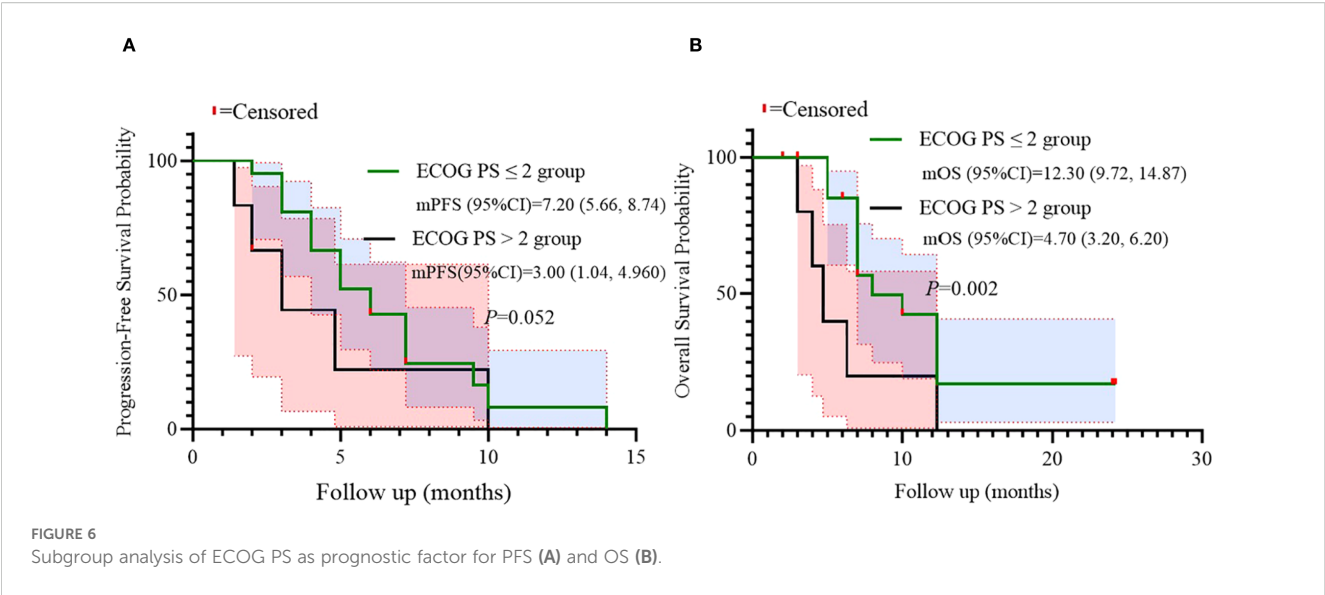 A
B
=Censored
=Censored
Progression-Free Survival Probability
100
50
0
ECOG PS ≤ 2 group
mPFS (95%CI)=7.20 (5.66, 8.74)
ECOG PS > 2 group
mPFS(95%CI)=3.00 (1.04, 4.960)
P=0.052
0 5 10 15
Follow up (months)
Overall Survival Probability
100
50
0
ECOG PS ≤ 2 group
mOS (95%CI)=12.30 (9.72, 14.87)
ECOG PS > 2 group
mOS (95%CI)=4.70 (3.20, 6.20)
P=0.002
0 10 20 30
Follow up (months)
FIGURE 6
Subgroup analysis of ECOG PS as prognostic factor for PFS (A) and OS (B).